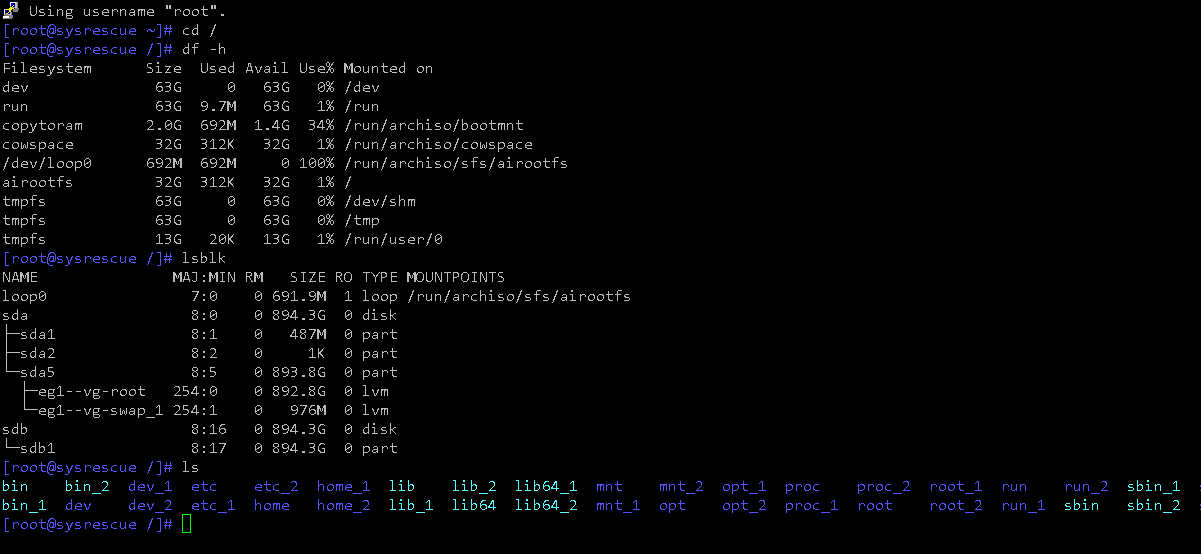 Using username "root".
[root@sysrescue ~]# cd /
[root@sysrescue /]# df -h
Filesystem      Size  Used Avail Use% Mounted on
dev              63G     0   63G   0% /dev
run              63G  9.7M   63G   1% /run
copytoram       2.0G  692M  1.4G  34% /run/archiso/bootmnt
cowspace         32G  312K   32G   1% /run/archiso/cowspace
/dev/loop0      692M  692M     0 100% /run/archiso/sfs/airootfs
airootfs         32G  312K   32G   1% /
tmpfs            63G     0   63G   0% /dev/shm
tmpfs            63G     0   63G   0% /tmp
tmpfs            13G   20K   13G   1% /run/user/0
[root@sysrescue /]# lsblk
NAME               MAJ:MIN RM   SIZE RO TYPE MOUNTPOINTS
loop0                7:0    0 691.9M  1 loop /run/archiso/sfs/airootfs
sda                  8:0    0 894.3G  0 disk
├─sda1               8:1    0   487M  0 part
├─sda2               8:2    0     1K  0 part
└─sda5               8:5    0 893.8G  0 part
  ├─eg1--vg-root   254:0    0 892.8G  0 lvm
  └─eg1--vg-swap_1 254:1    0   976M  0 lvm
sdb                  8:16   0 894.3G  0 disk
└─sdb1               8:17   0 894.3G  0 part
[root@sysrescue /]# ls
bin    bin_2  dev_1  etc    etc_2  home_1  lib    lib_2  lib64_1  mnt    mnt_2  opt_1  proc    proc_2  root_1  run    run_2  sbin_1
bin_1  dev    dev_2  etc_1  home   home_2  lib_1  lib64  lib64_2  mnt_1  opt    opt_2  proc_1  root    root_2  run_1  sbin   sbin_2
[root@sysrescue /]#